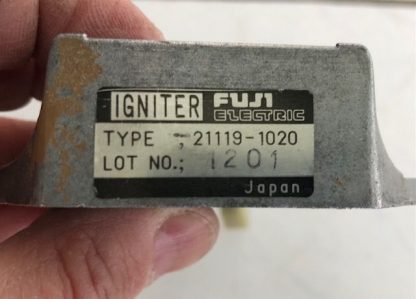 IGNITER FUJI ELECTRIC
TYPE ; 21119-1020
LOT NO.; 1201
Japan